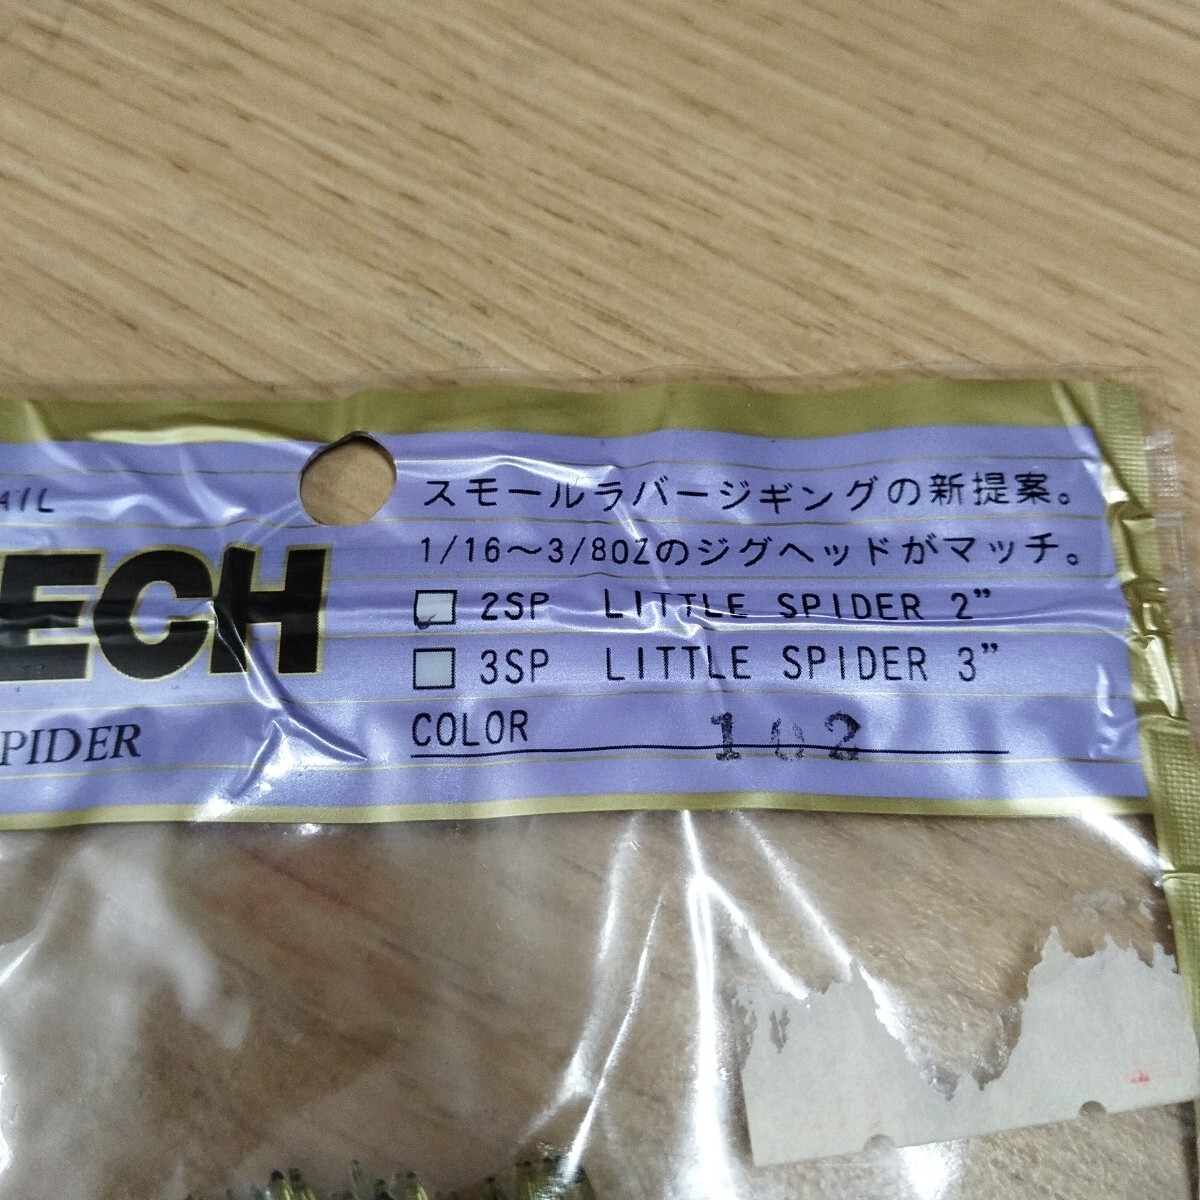 AIL
スモールラバージギングの新提案。
1/16～3/8OZのジグヘッドがマッチ。
ECH
2SP LITTLE SPIDER 2”
3SP LITTLE SPIDER 3”
COLOR 102
PIDER